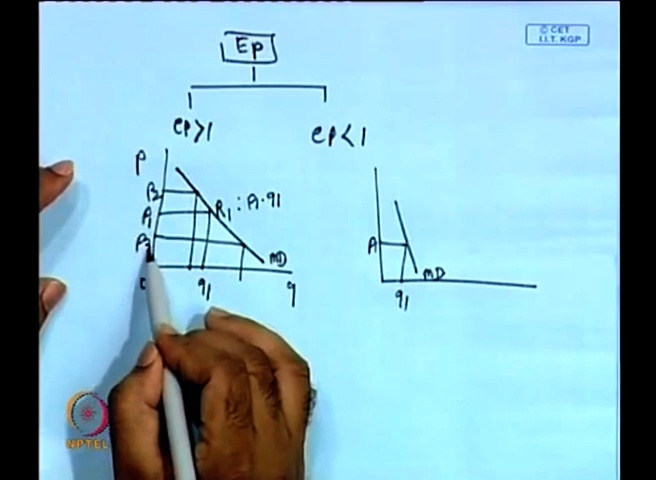 © CET
I.I.T. KGP
Ep
ep>1
ep<1
P
P2
P1
P3
R1 : P1·q1
MD
q1
q
P1
MD
q1
NPTEL